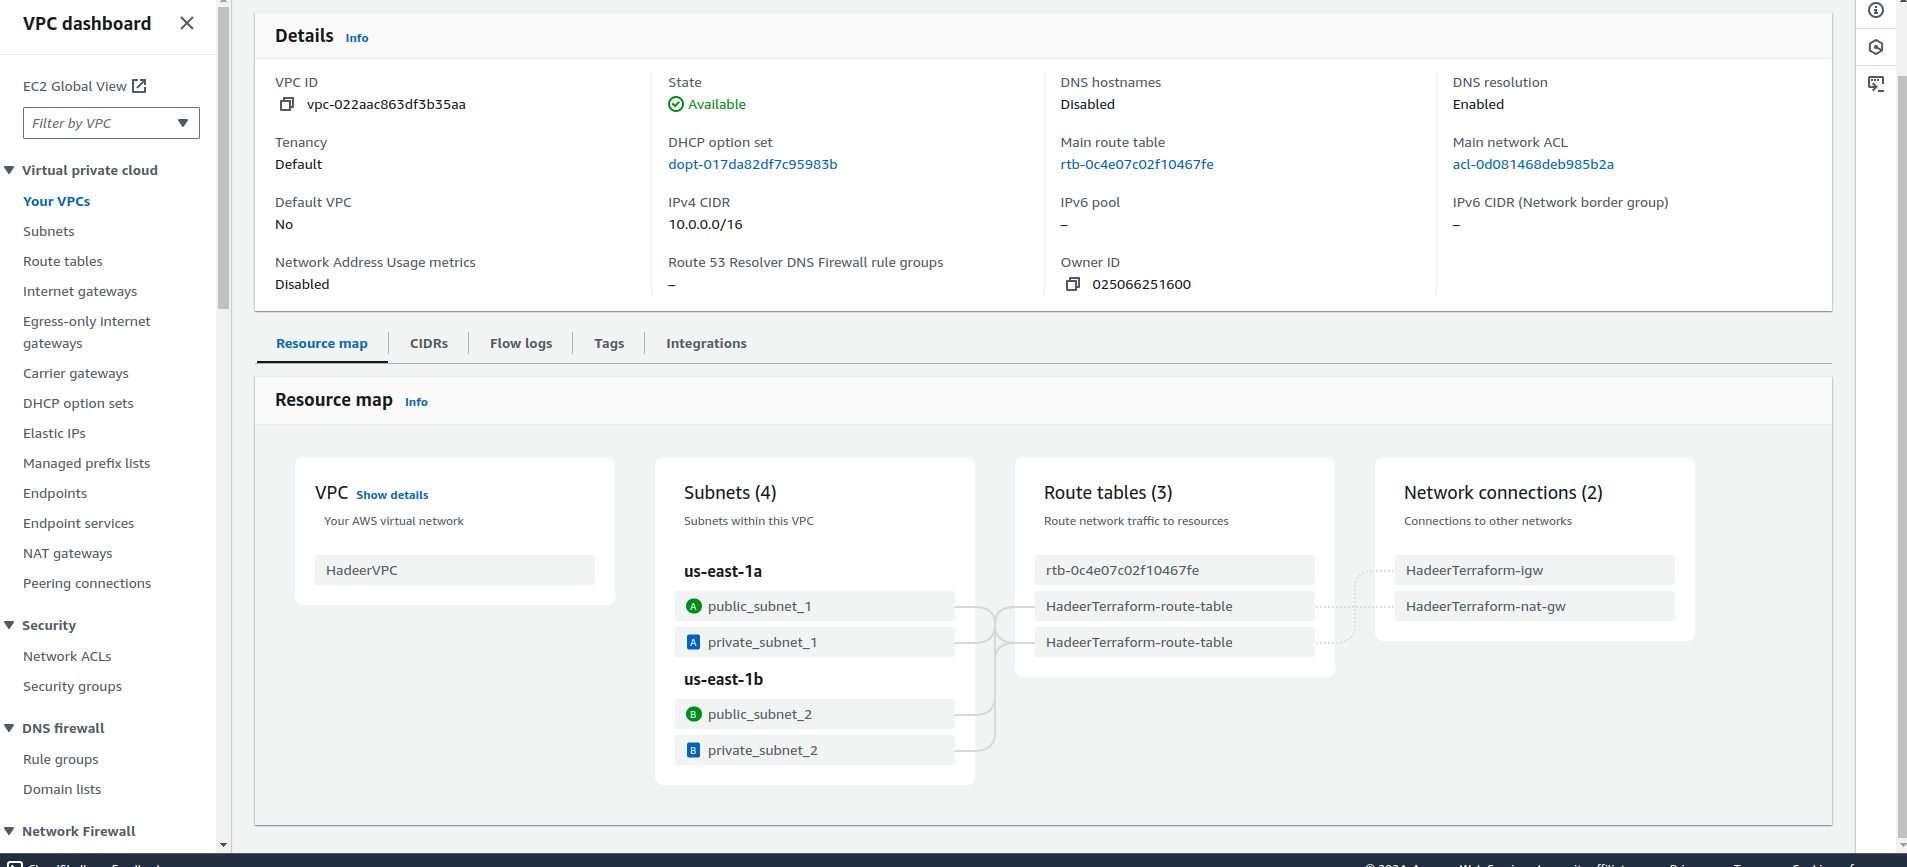 VPC dashboard
EC2 Global View
Filter by VPC
Virtual private cloud
Your VPCs
Subnets
Route tables
Internet gateways
Egress-only internet
gateways
Carrier gateways
DHCP option sets
Elastic IPs
Managed prefix lists
Endpoints
Endpoint services
NAT gateways
Peering connections
Security
Network ACLs
Security groups
DNS firewall
Rule groups
Domain lists
Network Firewall
Details Info
VPC ID
vpc-022aac863df3b35aa
State
Available
DNS hostnames
Disabled
DNS resolution
Enabled
Tenancy
Default
DHCP option set
dopt-017da82df7c95983b
Main route table
rtb-0c4e07c02f10467fe
Main network ACL
acl-0d081468deb985b2a
Default VPC
No
IPv4 CIDR
10.0.0.0/16
IPv6 pool
–
IPv6 CIDR (Network border group)
–
Network Address Usage metrics
Disabled
Route 53 Resolver DNS Firewall rule groups
–
Owner ID
025066251600
Resource map
CIDRs
Flow logs
Tags
Integrations
Resource map Info
VPC Show details
Your AWS virtual network
HadeerVPC
Subnets (4)
Subnets within this VPC
us-east-1a
A public_subnet_1
A private_subnet_1
us-east-1b
B public_subnet_2
B private_subnet_2
Route tables (3)
Route network traffic to resources
rtb-0c4e07c02f10467fe
HadeerTerraform-route-table
HadeerTerraform-route-table
Network connections (2)
Connections to other networks
HadeerTerraform-igw
HadeerTerraform-nat-gw